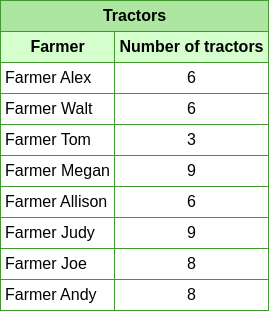 Tractors
Farmer Number of tractors
Farmer Alex 6
Farmer Walt 6
Farmer Tom 3
Farmer Megan 9
Farmer Allison 6
Farmer Judy 9
Farmer Joe 8
Farmer Andy 8